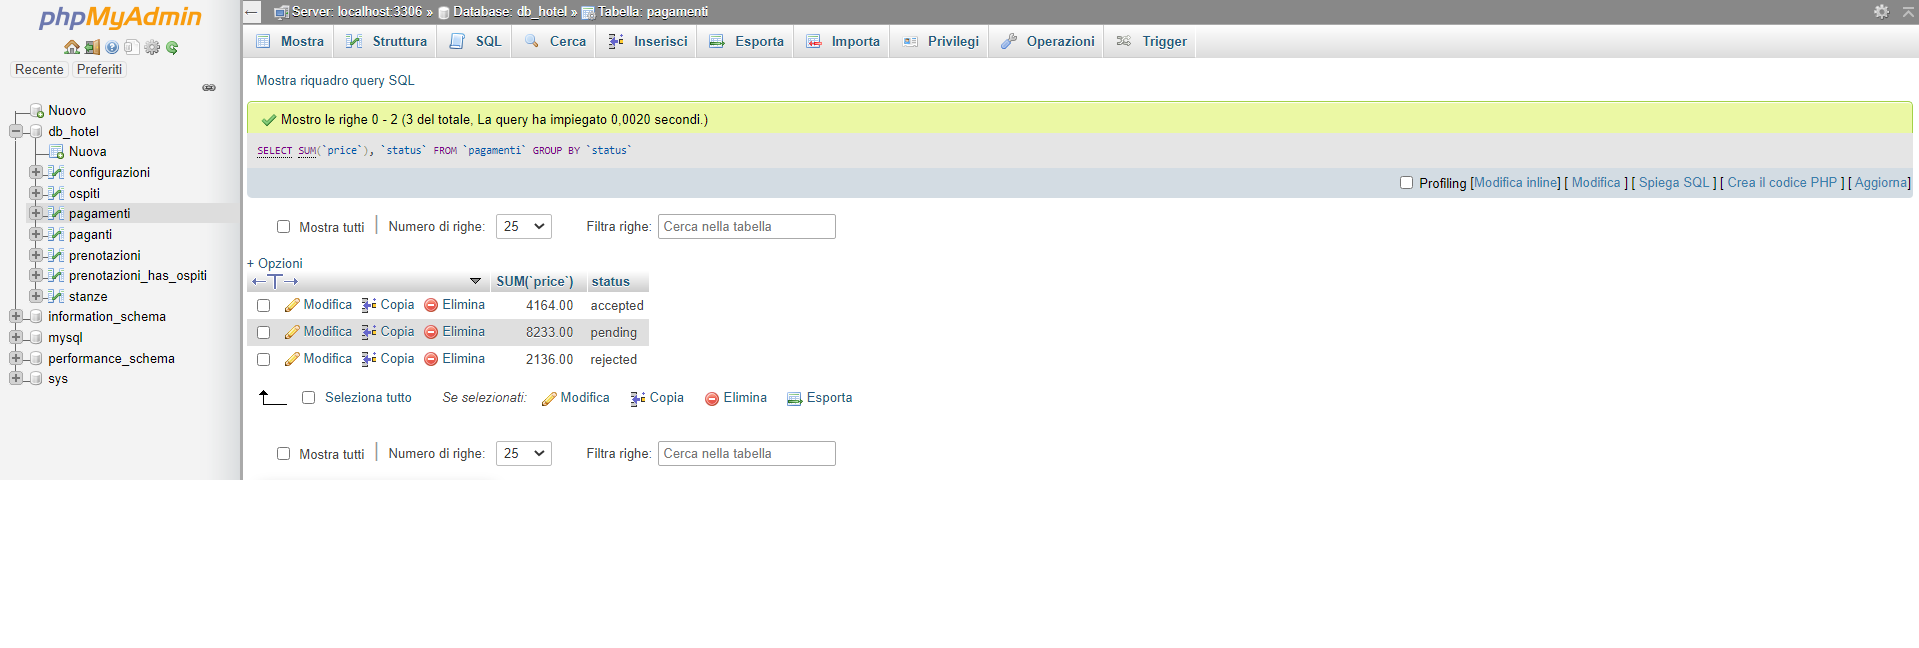 phpMyAdmin
Recente Preferiti
Nuovo
db_hotel
Nuova
configurazioni
ospiti
pagamenti
paganti
prenotazioni
prenotazioni_has_ospiti
stanze
information_schema
mysql
performance_schema
sys
Server: localhost:3306 » Database: db_hotel » Tabella: pagamenti
Mostra Struttura SQL Cerca Inserisci Esporta Importa Privilegi Operazioni Trigger
Mostra riquadro query SQL
Mostro le righe 0 - 2 (3 del totale, La query ha impiegato 0,0020 secondi.)
SELECT SUM(`price`), `status` FROM `pagamenti` GROUP BY `status`
Profiling [Modifica inline] [ Modifica ] [ Spiega SQL ] [ Crea il codice PHP ] [ Aggiorna]
Mostra tutti | Numero di righe: 25 Filtra righe: Cerca nella tabella
+ Opzioni
←T→ SUM(`price`) status
Modifica Copia Elimina 4164.00 accepted
Modifica Copia Elimina 8233.00 pending
Modifica Copia Elimina 2136.00 rejected
Seleziona tutto Se selezionati: Modifica Copia Elimina Esporta
Mostra tutti | Numero di righe: 25 Filtra righe: Cerca nella tabella